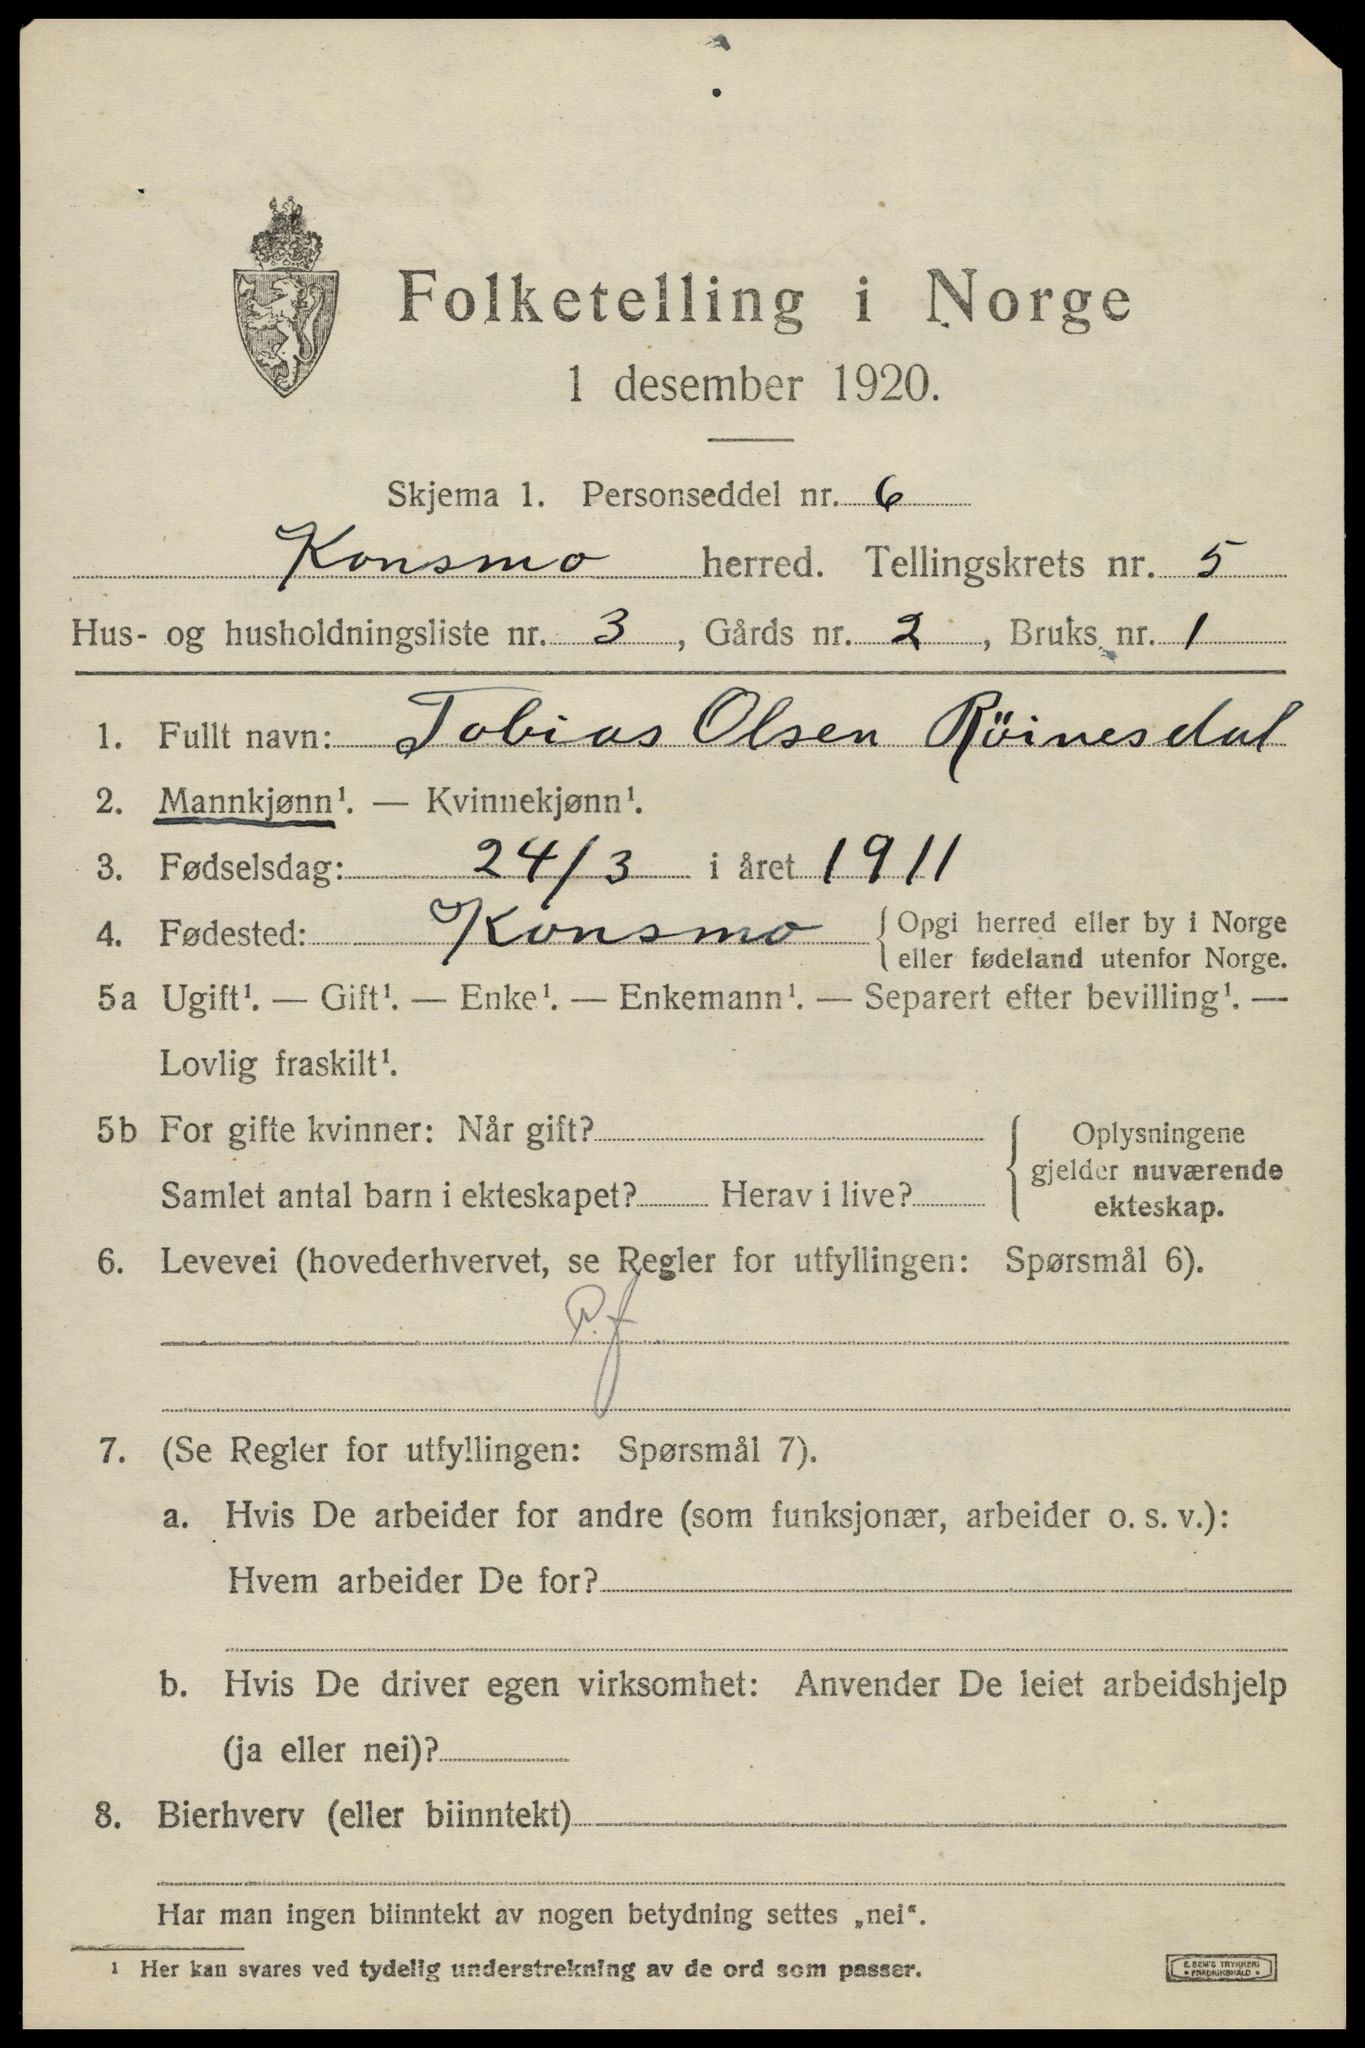 Folketelling i Norge
1 desember 1920.
Skjema 1. Personseddel nr. 6
Konsmo herred. Tellingskrets nr. 5
Hus- og husholdningsliste nr. 3, Gårds nr. 2, Bruks nr. 1
1. Fullt navn: Tobias Olsen Röinesdal
2. Mannkjønn¹. — Kvinnekjønn¹.
3. Fødselsdag: 24/3 i året 1911
4. Fødested: Konsmo { Opgi herred eller by i Norge
eller fødeland utenfor Norge.
5a Ugift¹. — Gift¹. — Enke¹. — Enkemann¹. — Separert efter bevilling¹. —
Lovlig fraskilt¹.
5b For gifte kvinner: Når gift?
Samlet antal barn i ekteskapet? Herav i live?
{ Oplysningene
gjelder nuværende
ekteskap.
6. Levevei (hovederhvervet, se Regler for utfyllingen: Spørsmål 6).
P.f
7. (Se Regler for utfyllingen: Spørsmål 7).
a. Hvis De arbeider for andre (som funksjonær, arbeider o. s. v.):
Hvem arbeider De for?
b. Hvis De driver egen virksomhet: Anvender De leiet arbeidshjelp
(ja eller nei)?
8. Bierhverv (eller biinntekt)
Har man ingen biinntekt av nogen betydning settes „nei“.
¹ Her kan svares ved tydelig understrekning av de ord som passer.
E. SEM'S TRYKKERI
• FREDRIKSHALD •